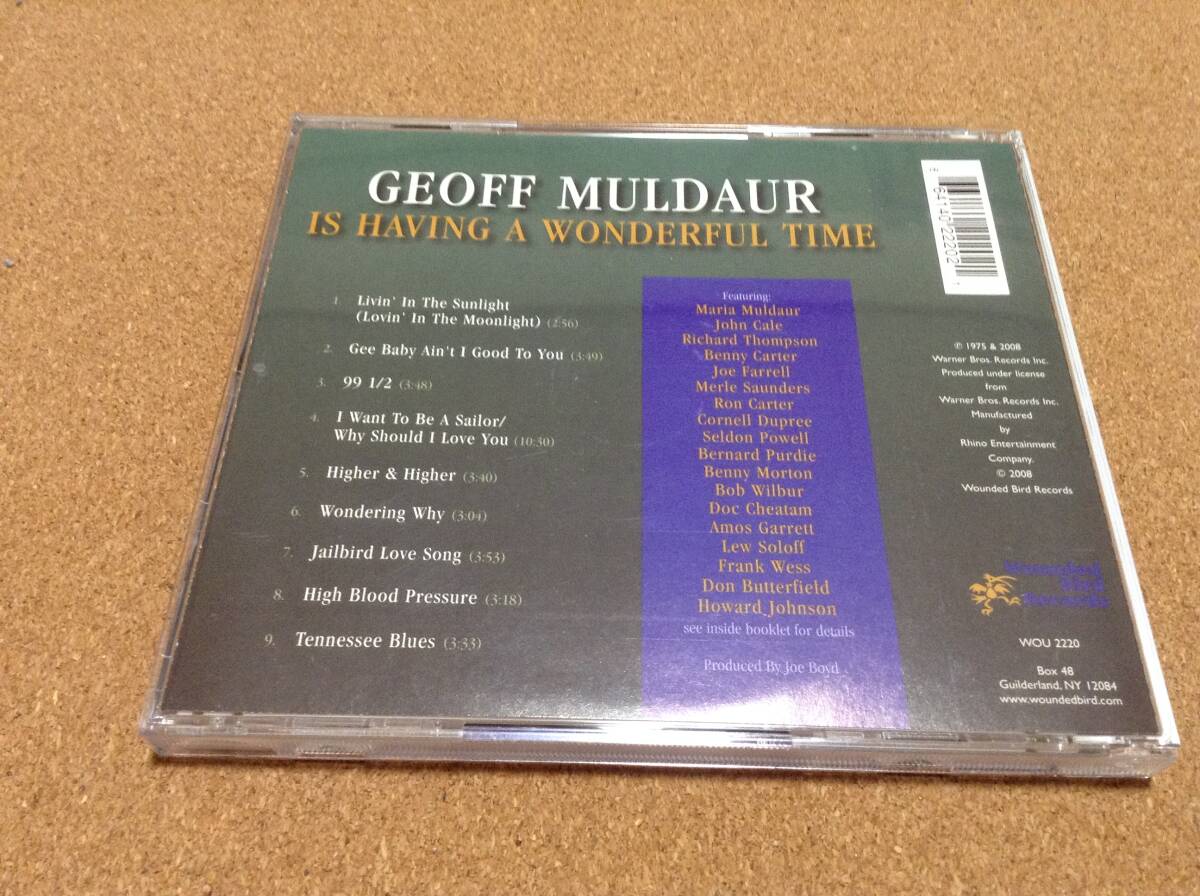 GEOFF MULDAUR
IS HAVING A WONDERFUL TIME
1. Livin' In The Sunlight
(Lovin' In The Moonlight) (2:56)
2. Gee Baby Ain't I Good To You (3:49)
3. 99 1/2 (3:48)
4. I Want To Be A Sailor/
Why Should I Love You (10:30)
5. Higher & Higher (3:40)
6. Wondering Why (3:04)
7. Jailbird Love Song (3:53)
8. High Blood Pressure (3:18)
9. Tennessee Blues (3:33)
Featuring:
Maria Muldaur
John Cale
Richard Thompson
Benny Carter
Joe Farrell
Merle Saunders
Ron Carter
Cornell Dupree
Seldon Powell
Bernard Purdie
Benny Morton
Bob Wilbur
Doc Cheatam
Amos Garrett
Lew Soloff
Frank Wess
Don Butterfield
Howard Johnson
see inside booklet for details
Produced By Joe Boyd
8 64140 22202 1
℗ 1975 & 2008
Warner Bros. Records Inc.
Produced under license
from
Warner Bros. Records Inc.
Manufactured
by
Rhino Entertainment
Company.
© 2008
Wounded Bird Records
Wounded
Bird
Records
WOU 2220
Box 48
Guilderland, NY 12084
www.woundedbird.com